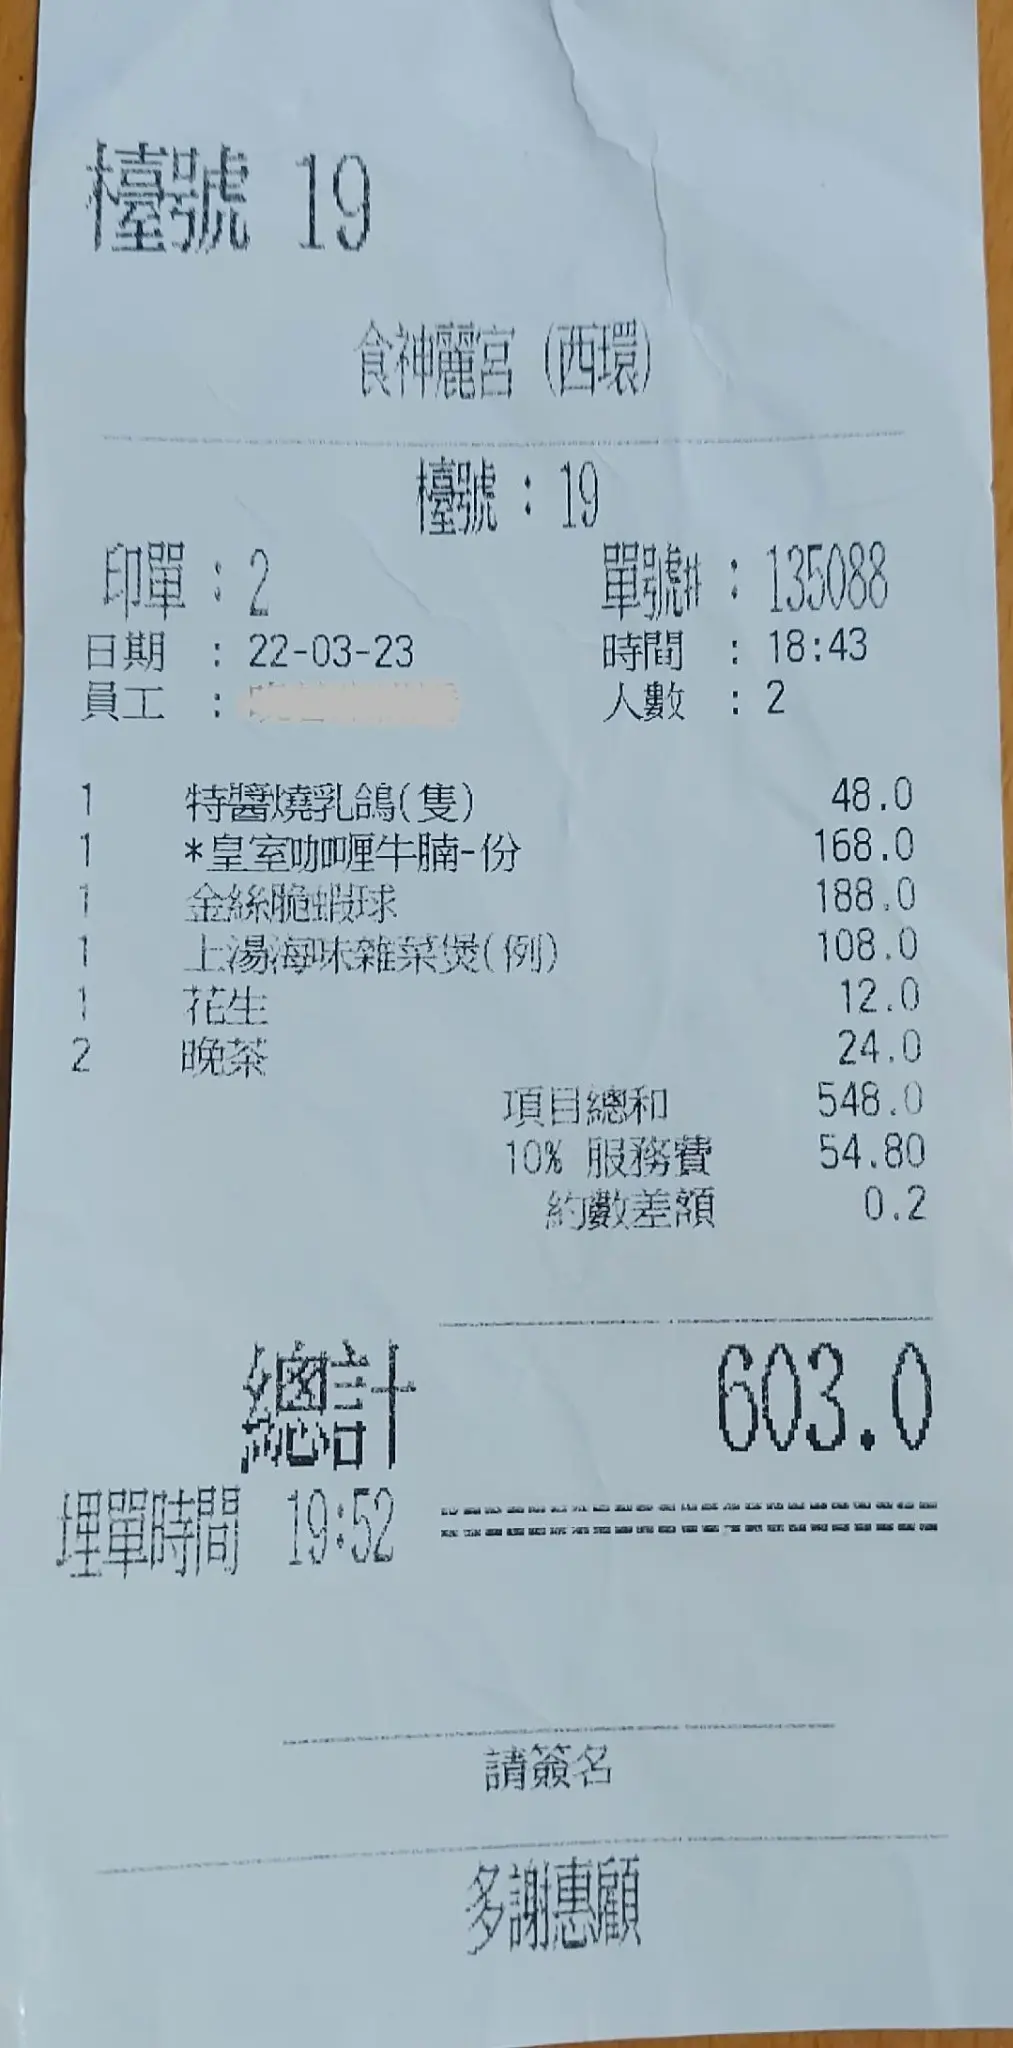 檯號 19
食神麗宮 (西環)
檯號 : 19
印單 : 2 單號# : 135088
日期 : 22-03-23 時間 : 18:43
員工 : 人數 : 2
1 特醬燒乳鴿(隻) 48.0
1 *皇室咖喱牛腩-份 168.0
1 金絲脆蝦球 188.0
1 上湯海味雜菜煲(例) 108.0
1 花生 12.0
2 晚茶 24.0
項目總和 548.0
10% 服務費 54.80
約數差額 0.2
總計 603.0
埋單時間 19:52
請簽名
多謝惠顧